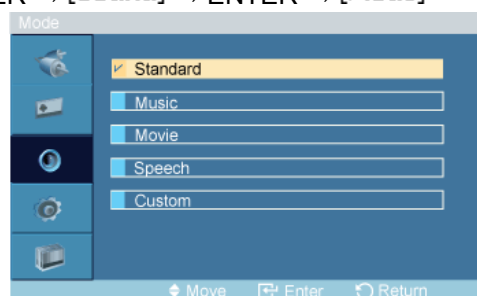 Mode
Standard
Music
Movie
Speech
Custom
Move Enter Return